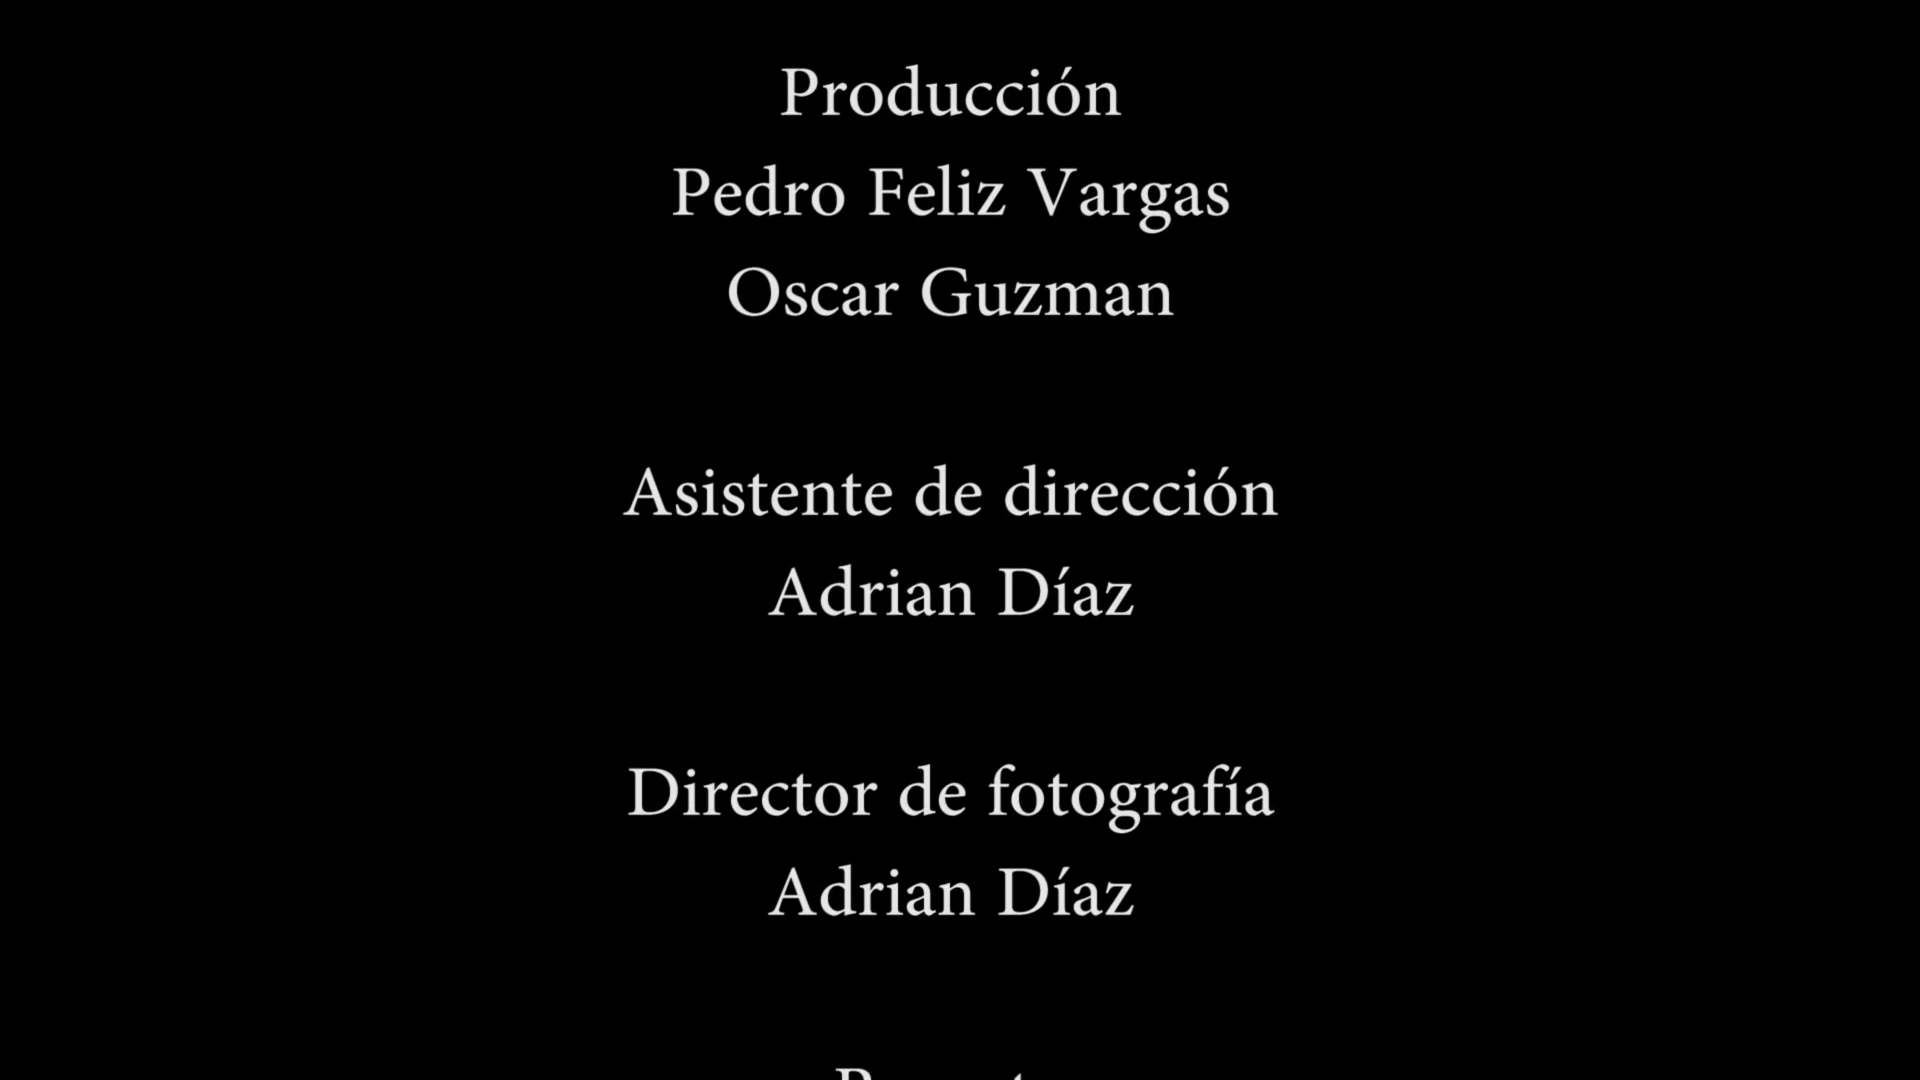 Producción
Pedro Feliz Vargas
Oscar Guzman
Asistente de dirección
Adrian Díaz
Director de fotografía
Adrian Díaz